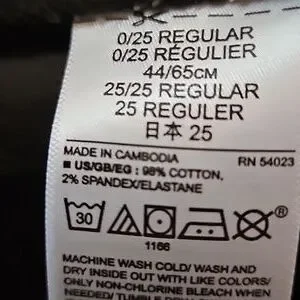 0/25 REGULAR
0/25 RÉGULIER
44/65CM
25/25 REGULAR
25 REGULER
日本 25
MADE IN CAMBODIA RN 54023
■ US/GB/EG: 98% COTTON,
2% SPANDEX/ELASTANE
30 ®
1166
MACHINE WASH COLD/ WASH AND
DRY INSIDE OUT WITH LIKE COLORS/
ONLY NON-CHLORINE BLEACH WHEN
NEEDED/ TUMBLE